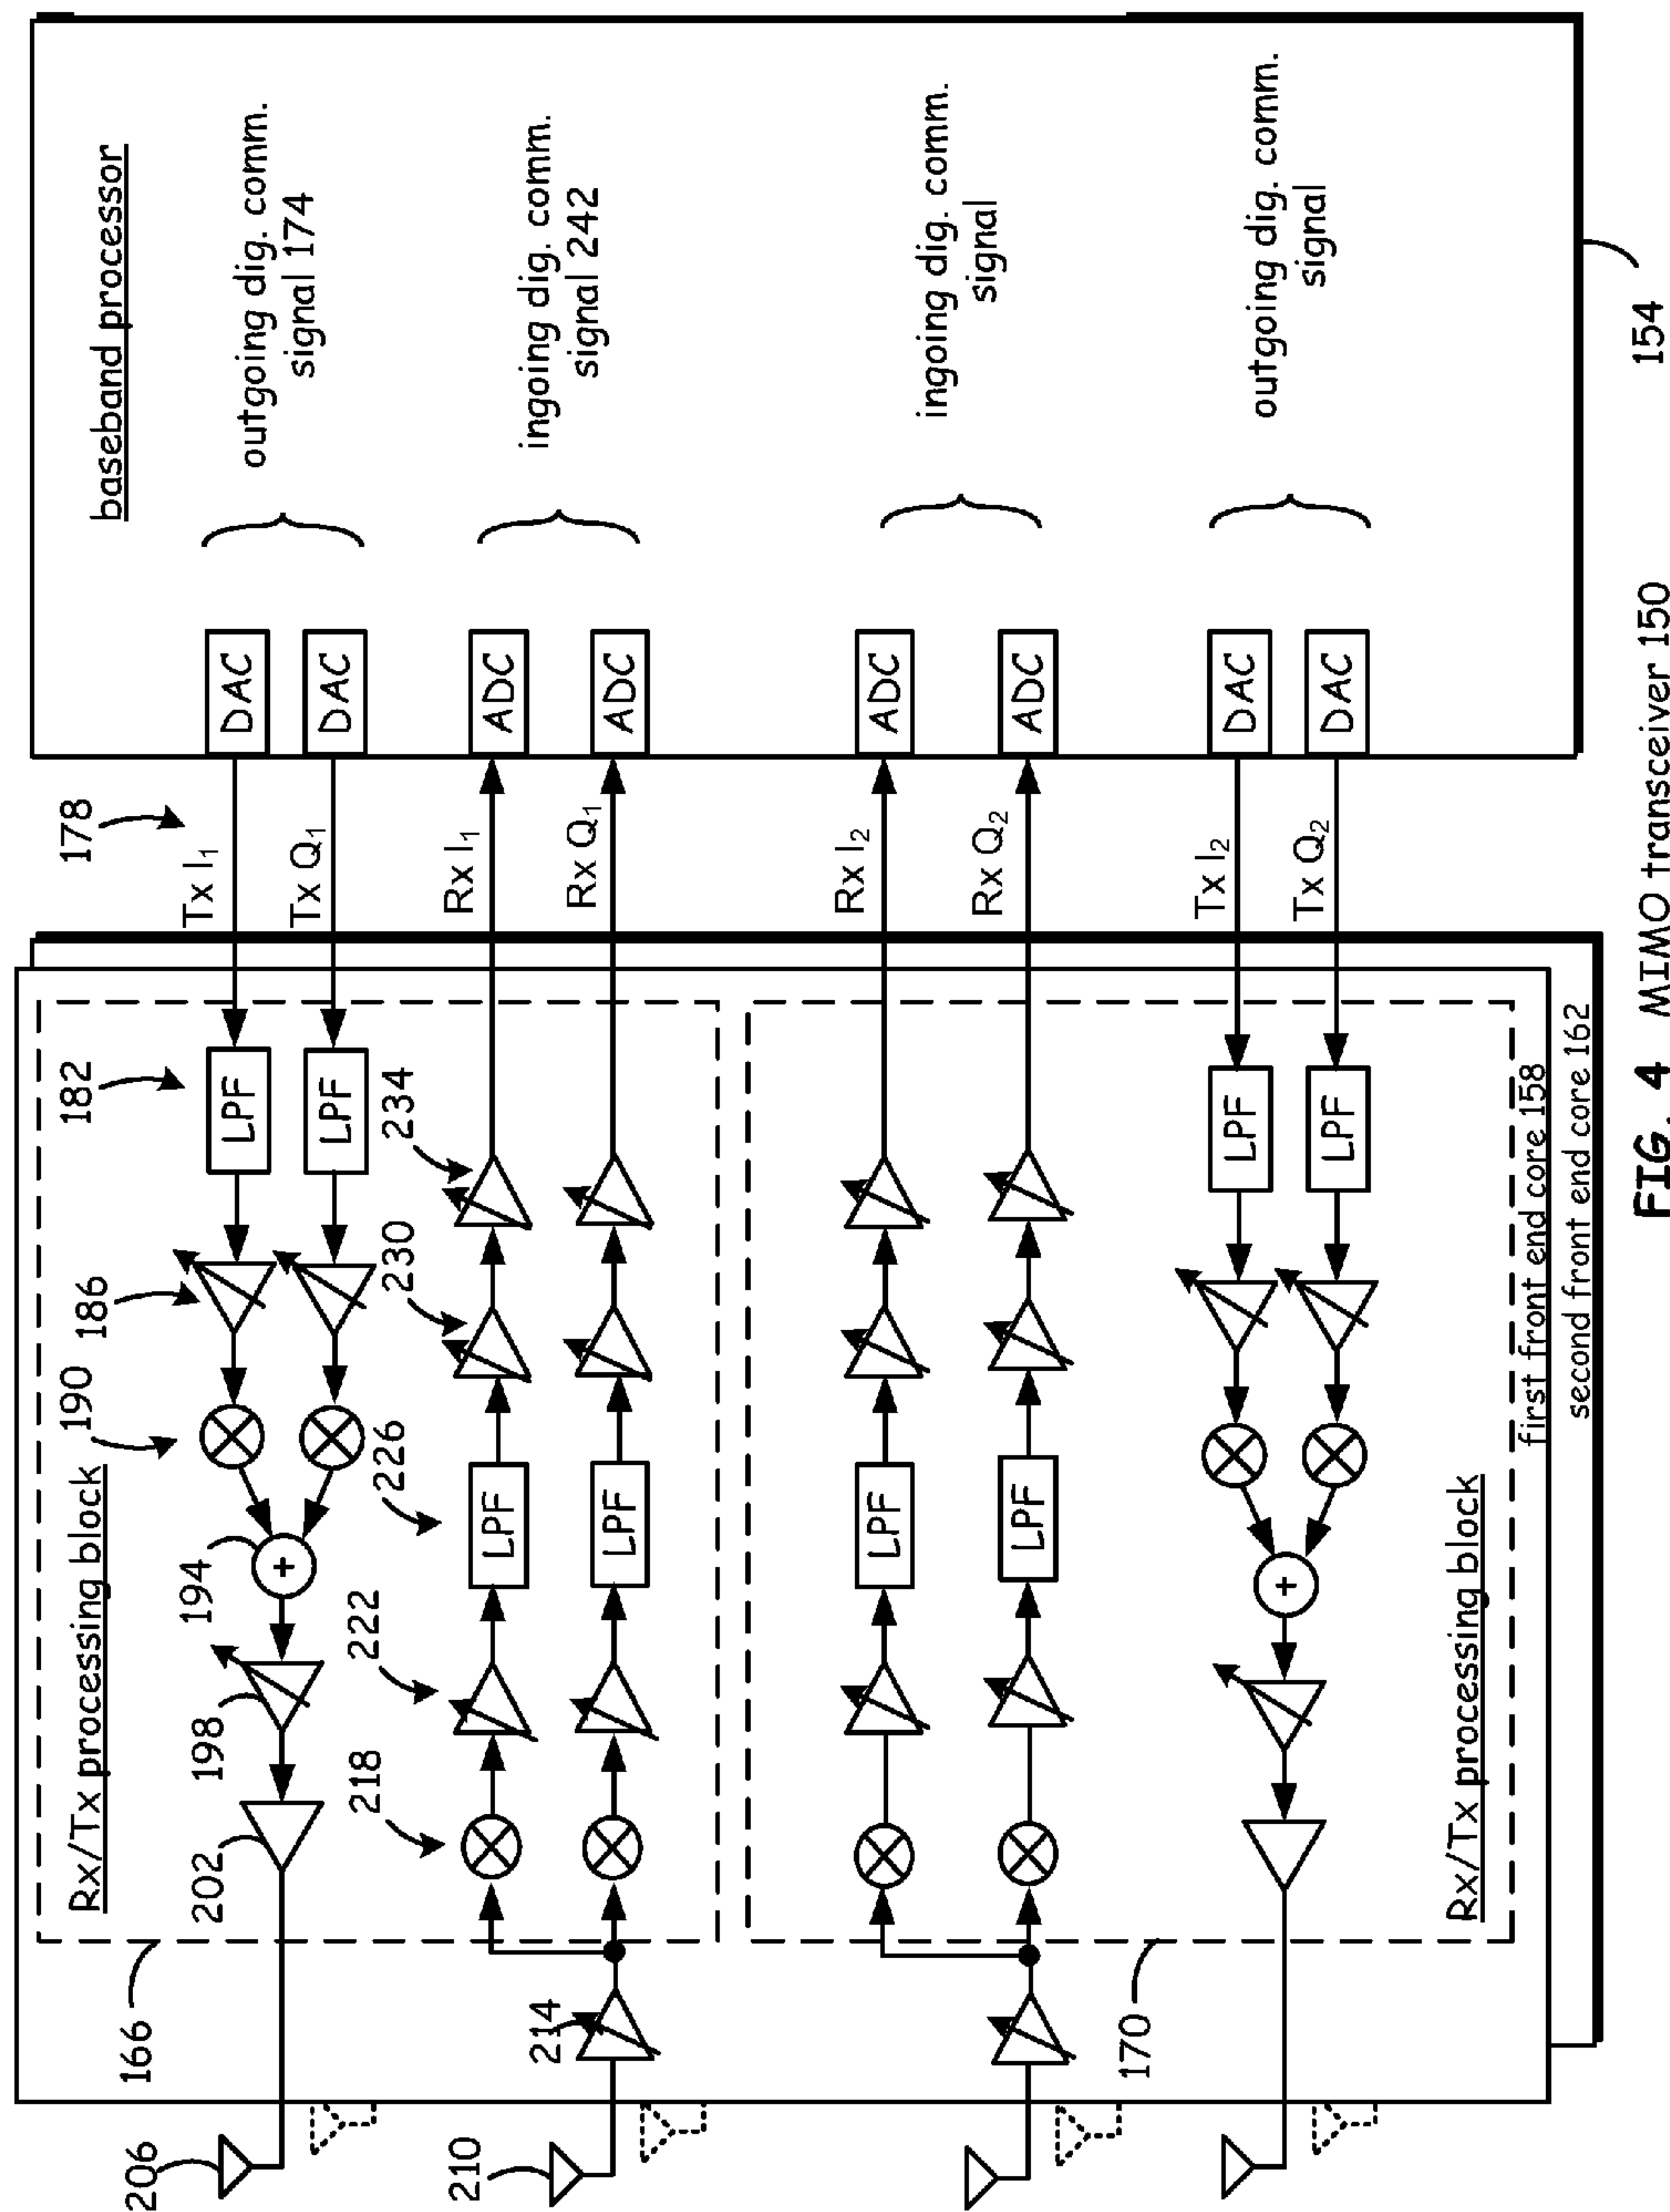 baseband processor
outgoing dig. comm.
signal 174
ingoing dig. comm.
signal 242
ingoing dig. comm
signal
outgoing dig. comm
signal
154
DAC
DAC
ADC
ADC
ADC
ADC
DAC
DAC
178
Tx I₁
Tx Q₁
Rx I₁
Rx Q₁
Rx I₂
Rx Q₂
Tx I₂
Tx Q₂
182
LPF
LPF
234
186
230
190
226
LPF
LPF
LPF
LPF
LPF
LPF
Rx/Tx processing block
194
222
198
218
202
166
214
206
210
170
Rx/Tx processing block
first front end core 158
second front end core 162
+
+
FIG. 4 MIMO transceiver 150